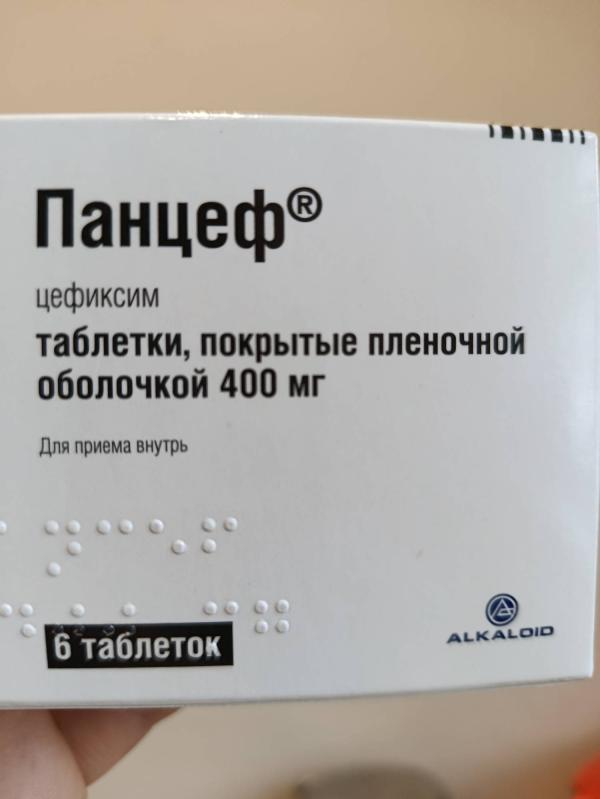 Панцеф®
цефиксим
таблетки, покрытые пленочной
оболочкой 400 мг
Для приема внутрь
6 таблеток
ALKALOID